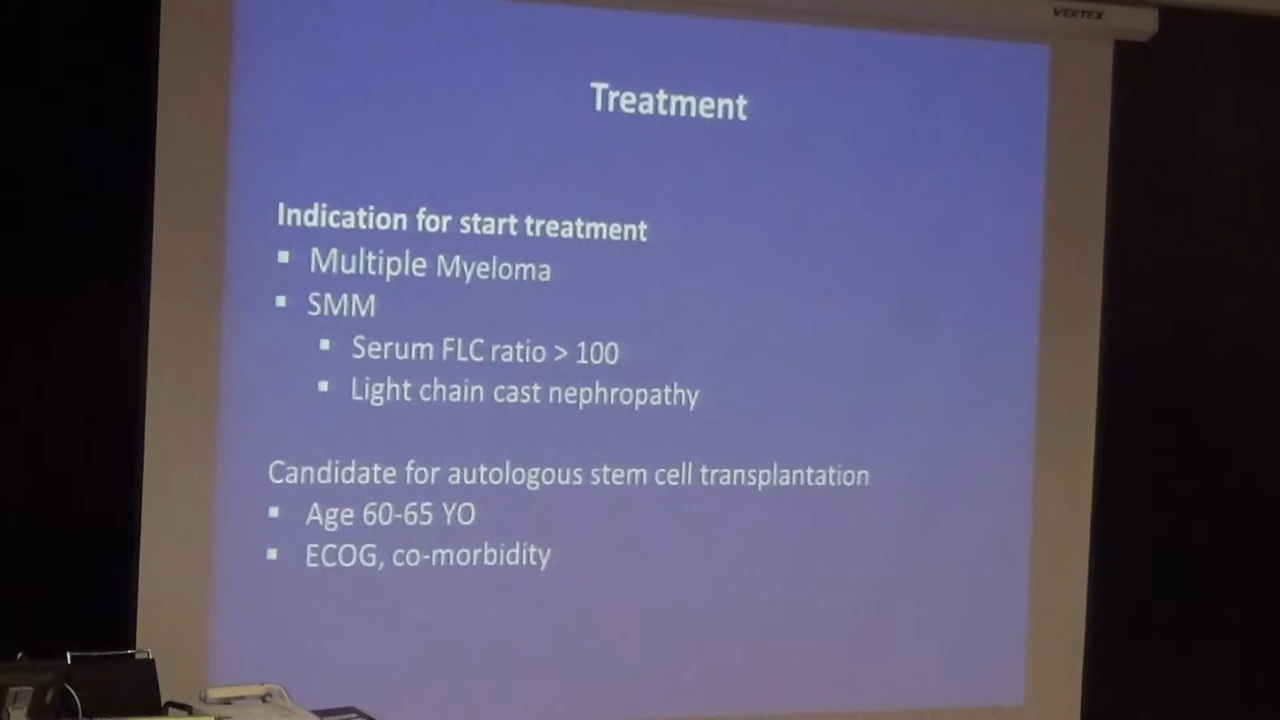 VERTEX
Treatment
Indication for start treatment
▪ Multiple Myeloma
▪ SMM
▪ Serum FLC ratio > 100
▪ Light chain cast nephropathy
Candidate for autologous stem cell transplantation
▪ Age 60-65 YO
▪ ECOG, co-morbidity